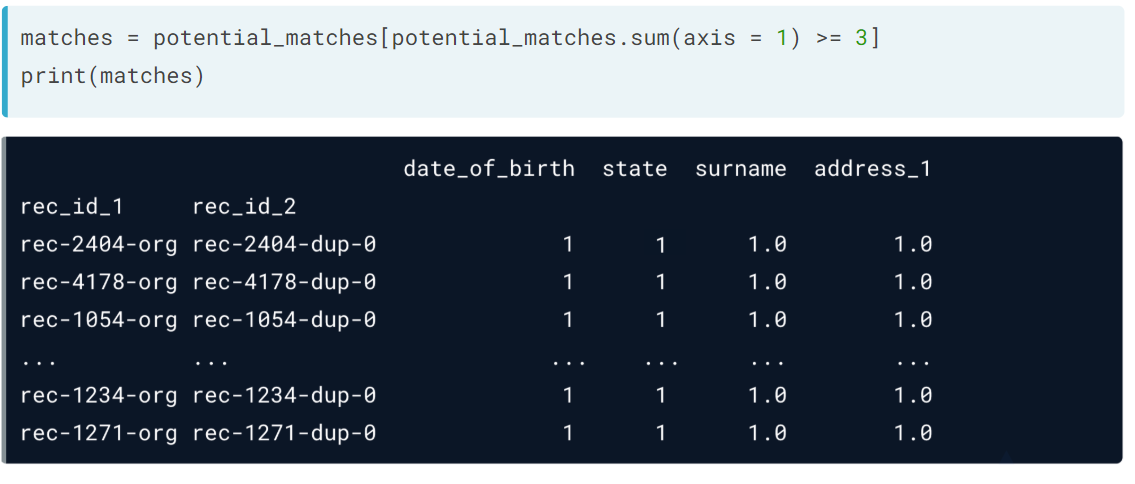 matches = potential_matches[potential_matches.sum(axis = 1) >= 3]
print(matches)
date_of_birth state surname address_1
rec_id_1 rec_id_2
rec-2404-org rec-2404-dup-0 1 1 1.0 1.0
rec-4178-org rec-4178-dup-0 1 1 1.0 1.0
rec-1054-org rec-1054-dup-0 1 1 1.0 1.0
... ... ... ... ... ...
rec-1234-org rec-1234-dup-0 1 1 1.0 1.0
rec-1271-org rec-1271-dup-0 1 1 1.0 1.0